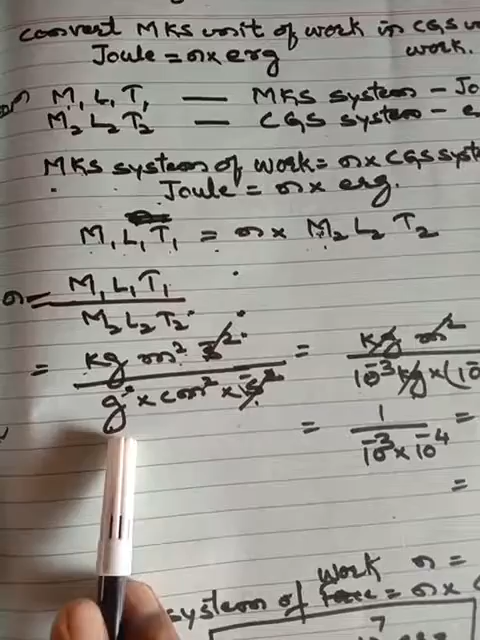 convert MKS unit of work in CGS u
Joule = n x erg work.
M₁ L₁ T₁ — MKS system - Jo
M₂ L₂ T₂ — CGS system - e
MKS system of work = n x CGS syst
Joule = n x erg.
M₁ L₁ T₁ = n x M₂ L₂ T₂
n = M₁ L₁ T₁ / M₂ L₂ T₂
= kg m² s⁻² / g x cm² x s⁻² = kg m² / 10⁻³ kg x (10
= 1 / 10⁻³ x 10⁻⁴ =
=
work n =
system of Force = n x
7